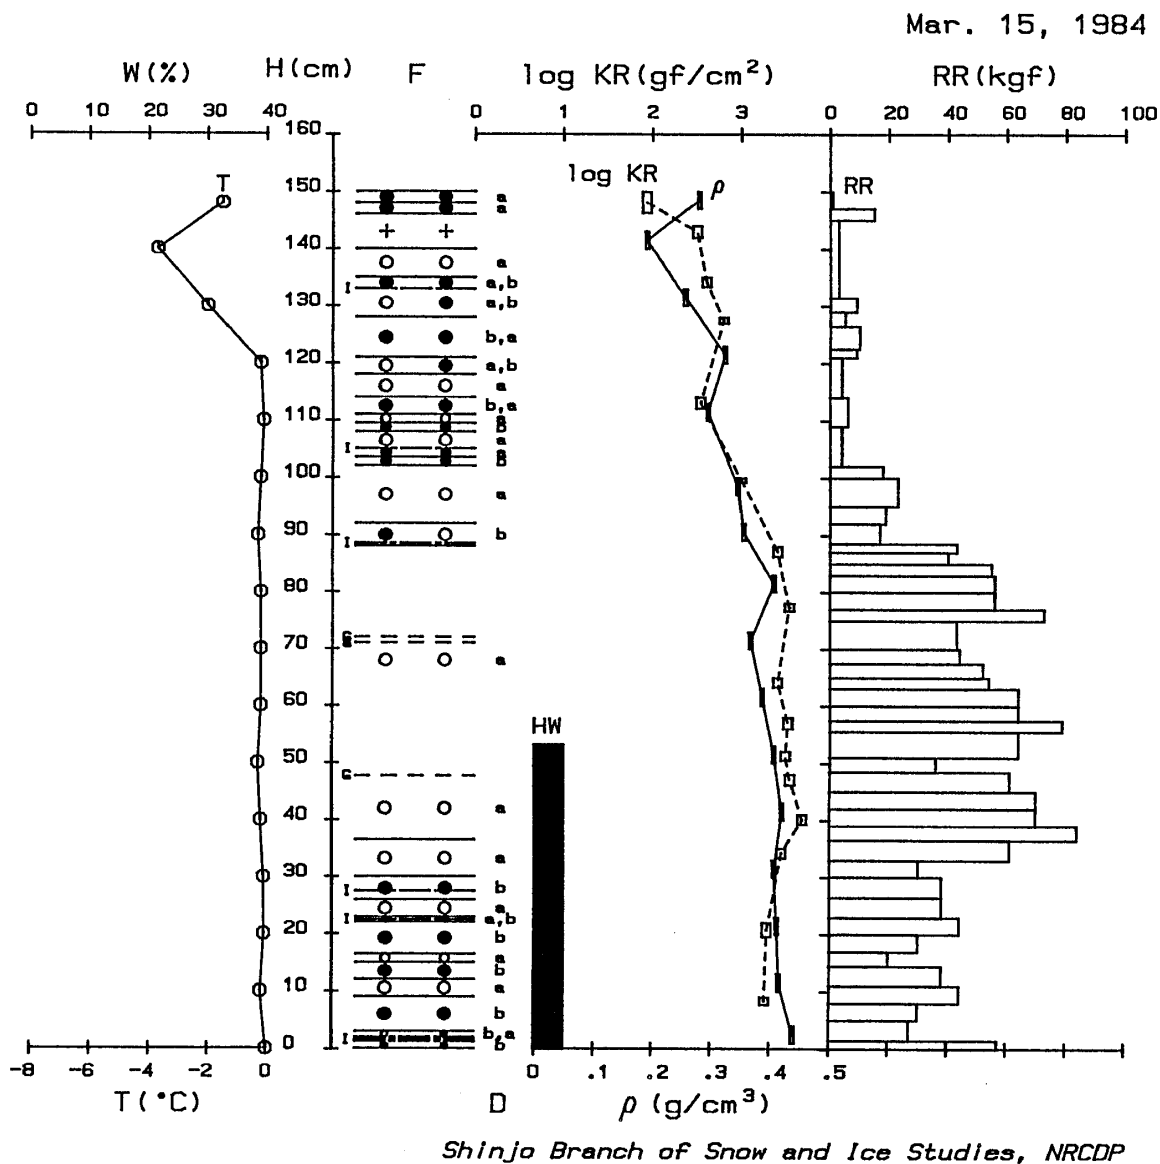 Mar. 15, 1984
W(%) H(cm) F log KR(gf/cm²) RR(kgf)
0 10 20 30 40 0 1 2 3 0 20 40 60 80 100
160
T log KR ρ RR
150 a
a
140
a
I a,b
130 a,b
b,a
120 a,b
a
b,a
110 a
b
a
I a
b
100
a
90 b
I
80
G
G
70 a
60
HW
50
G
a
40
a
30
I b
a
I a,b
20 b
a
b
10 a
b
I b,a
0 b
-8 -6 -4 -2 0 0 .1 .2 .3 .4 .5
T(°C) D ρ (g/cm³)
Shinjo Branch of Snow and Ice Studies, NRCDP